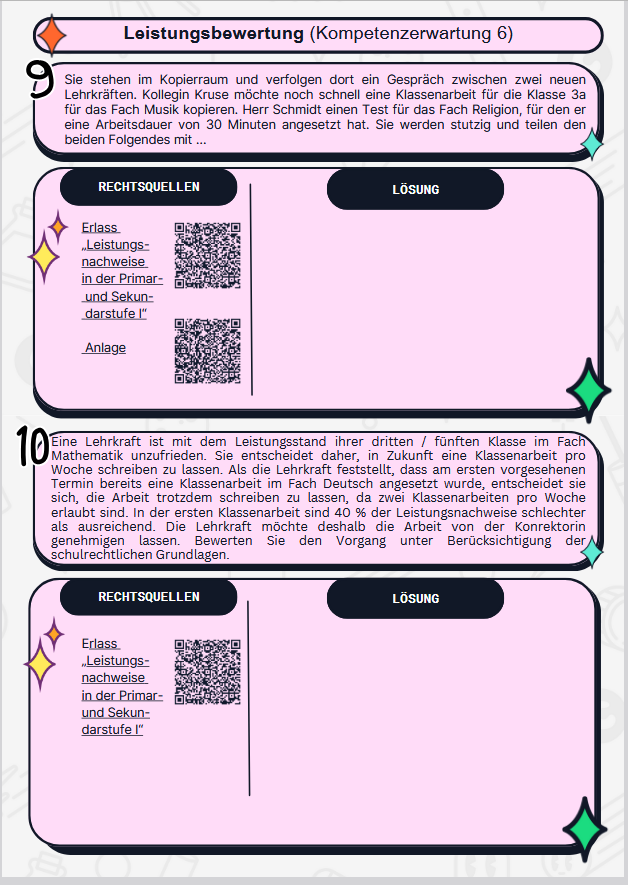 Leistungsbewertung (Kompetenzerwartung 6)
9
Sie stehen im Kopierraum und verfolgen dort ein Gespräch zwischen zwei neuen
Lehrkräften. Kollegin Kruse möchte noch schnell eine Klassenarbeit für die Klasse 3a
für das Fach Musik kopieren. Herr Schmidt einen Test für das Fach Religion, für den er
eine Arbeitsdauer von 30 Minuten angesetzt hat. Sie werden stutzig und teilen den
beiden Folgendes mit ...
RECHTSQUELLEN
LÖSUNG
Erlass
„Leistungs-
nachweise
in der Primar-
und Sekun-
darstufe I“
Anlage
10
Eine Lehrkraft ist mit dem Leistungsstand ihrer dritten / fünften Klasse im Fach
Mathematik unzufrieden. Sie entscheidet daher, in Zukunft eine Klassenarbeit pro
Woche schreiben zu lassen. Als die Lehrkraft feststellt, dass am ersten vorgesehenen
Termin bereits eine Klassenarbeit im Fach Deutsch angesetzt wurde, entscheidet sie
sich, die Arbeit trotzdem schreiben zu lassen, da zwei Klassenarbeiten pro Woche
erlaubt sind. In der ersten Klassenarbeit sind 40 % der Leistungsnachweise schlechter
als ausreichend. Die Lehrkraft möchte deshalb die Arbeit von der Konrektorin
genehmigen lassen. Bewerten Sie den Vorgang unter Berücksichtigung der
schulrechtlichen Grundlagen.
RECHTSQUELLEN
LÖSUNG
Erlass
„Leistungs-
nachweise
in der Primar-
und Sekun-
darstufe I“